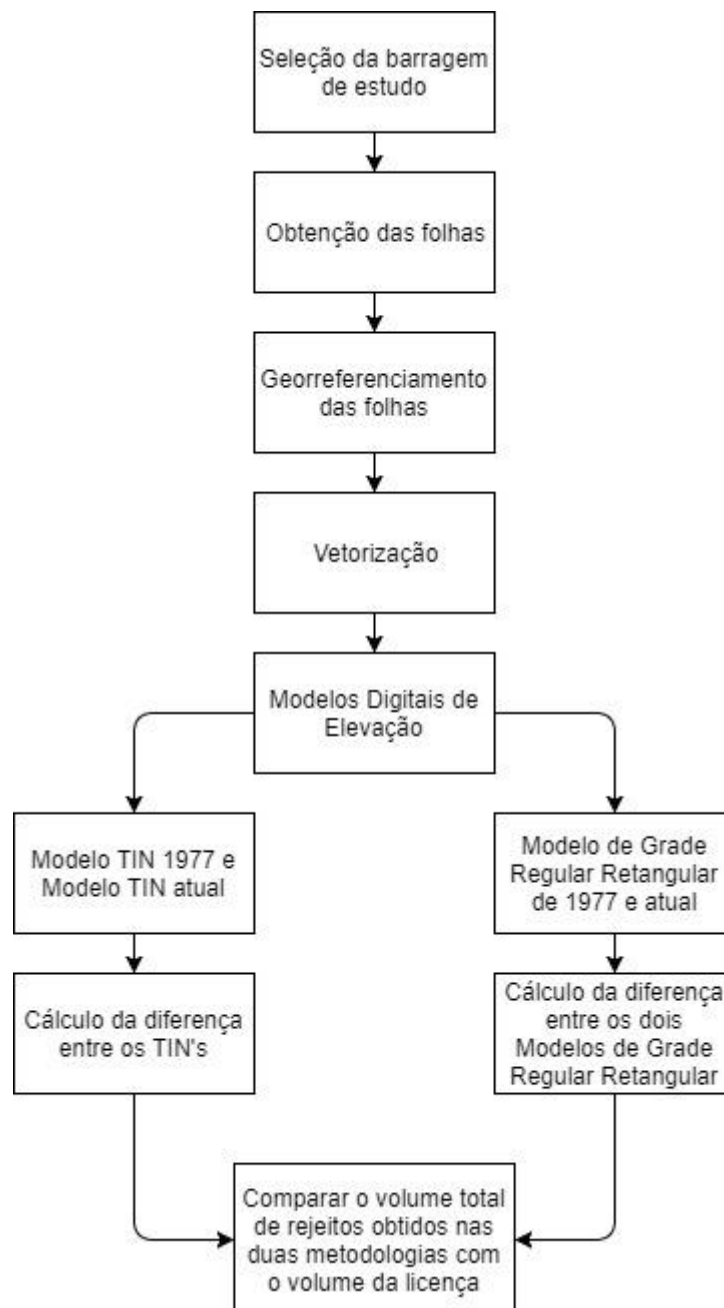 Seleção da barragem
de estudo
Obtenção das folhas
Georreferenciamento
das folhas
Vetorização
Modelos Digitais de
Elevação
Modelo TIN 1977 e
Modelo TIN atual
Modelo de Grade
Regular Retangular
de 1977 e atual
Cálculo da diferença
entre os TIN's
Cálculo da diferença
entre os dois
Modelos de Grade
Regular Retangular
Comparar o volume total
de rejeitos obtidos nas
duas metodologias com
o volume da licença